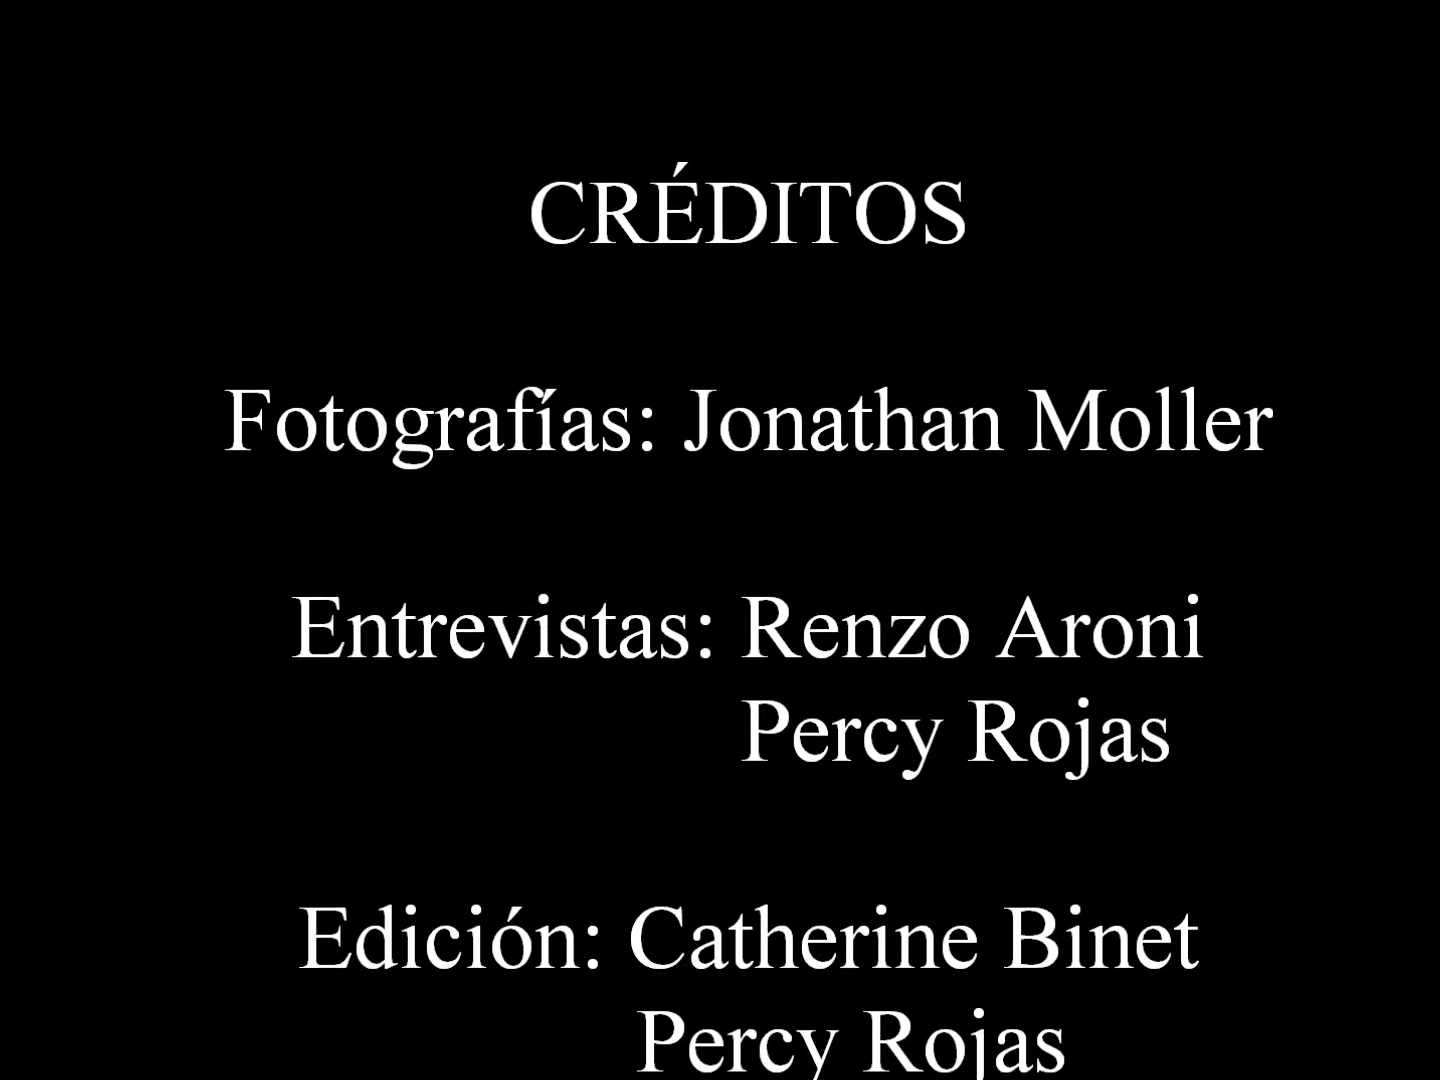 CRÉDITOS
Fotografías: Jonathan Moller
Entrevistas: Renzo Aroni
Percy Rojas
Edición: Catherine Binet
Percy Rojas